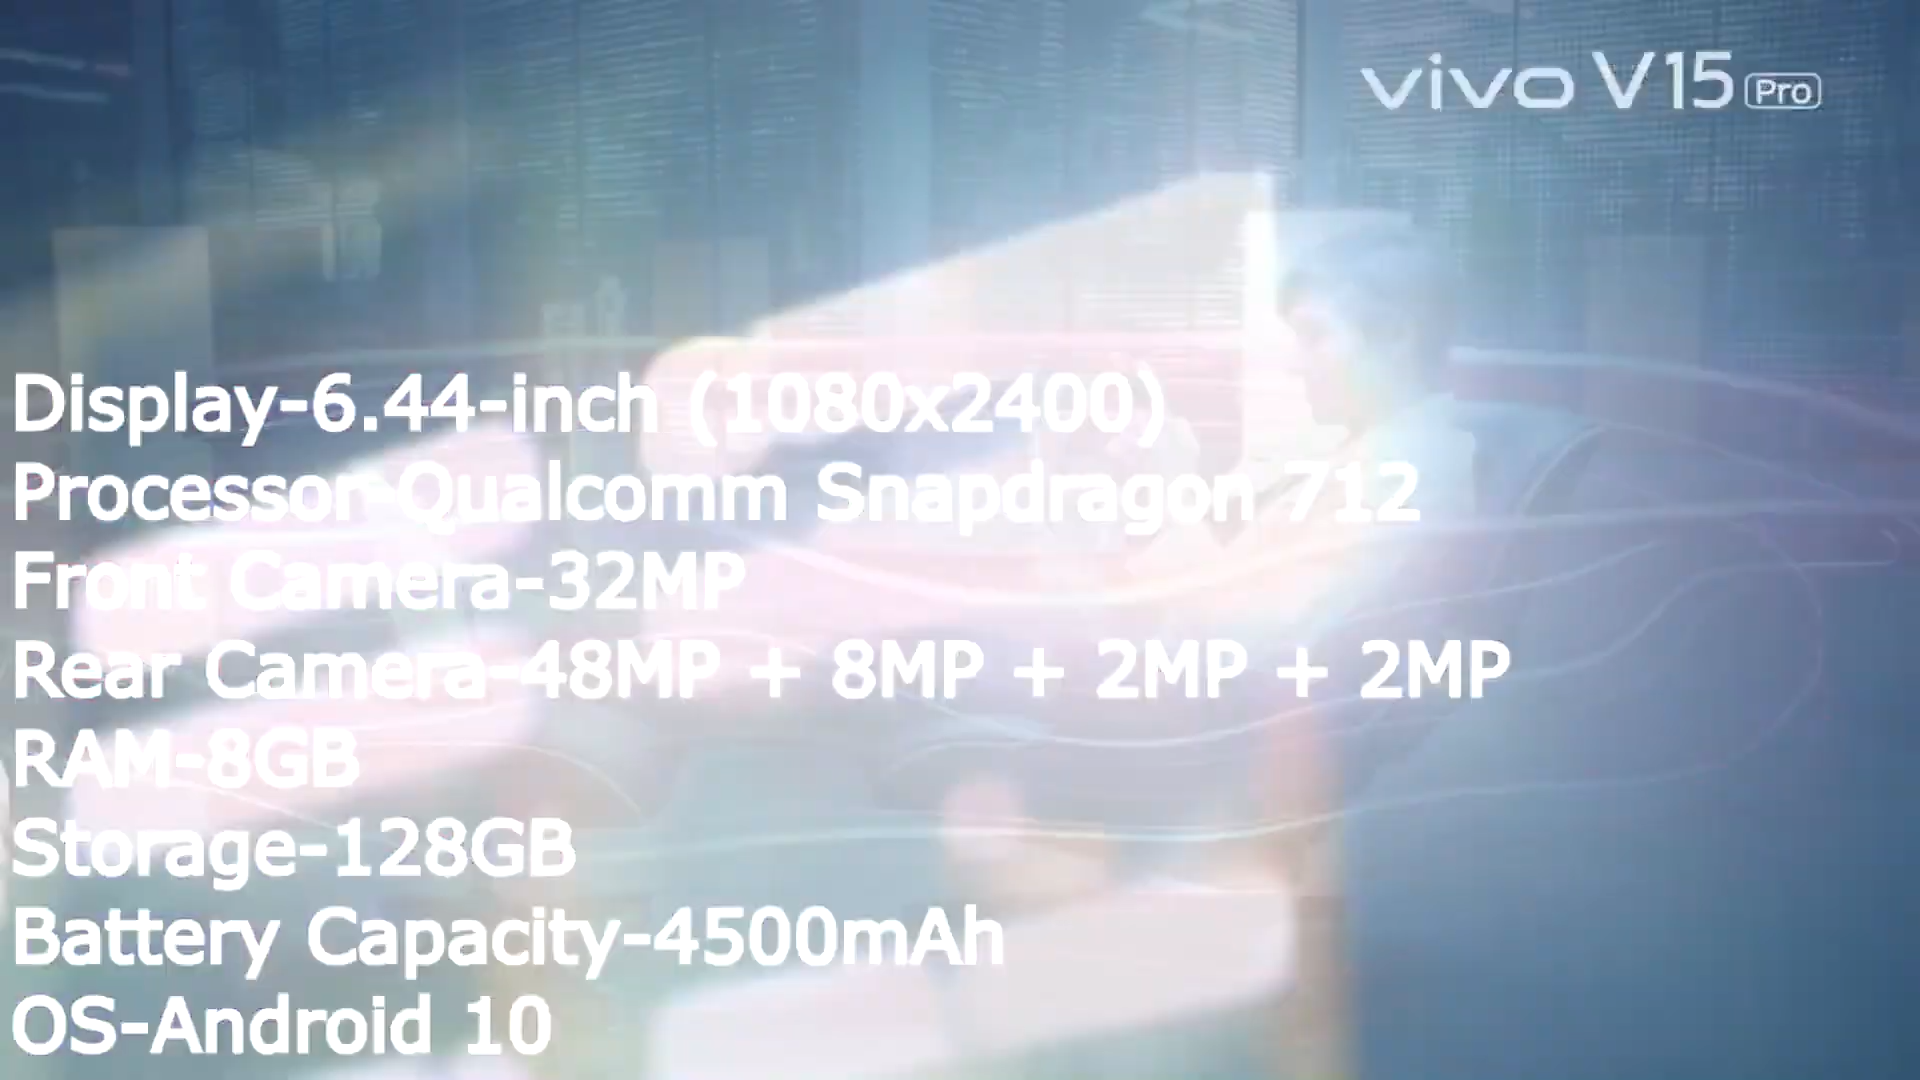 vivo V15 Pro
Display-6.44-inch (1080x2400)
Processor-Qualcomm Snapdragon 712
Front Camera-32MP
Rear Camera-48MP + 8MP + 2MP + 2MP
RAM-8GB
Storage-128GB
Battery Capacity-4500mAh
OS-Android 10